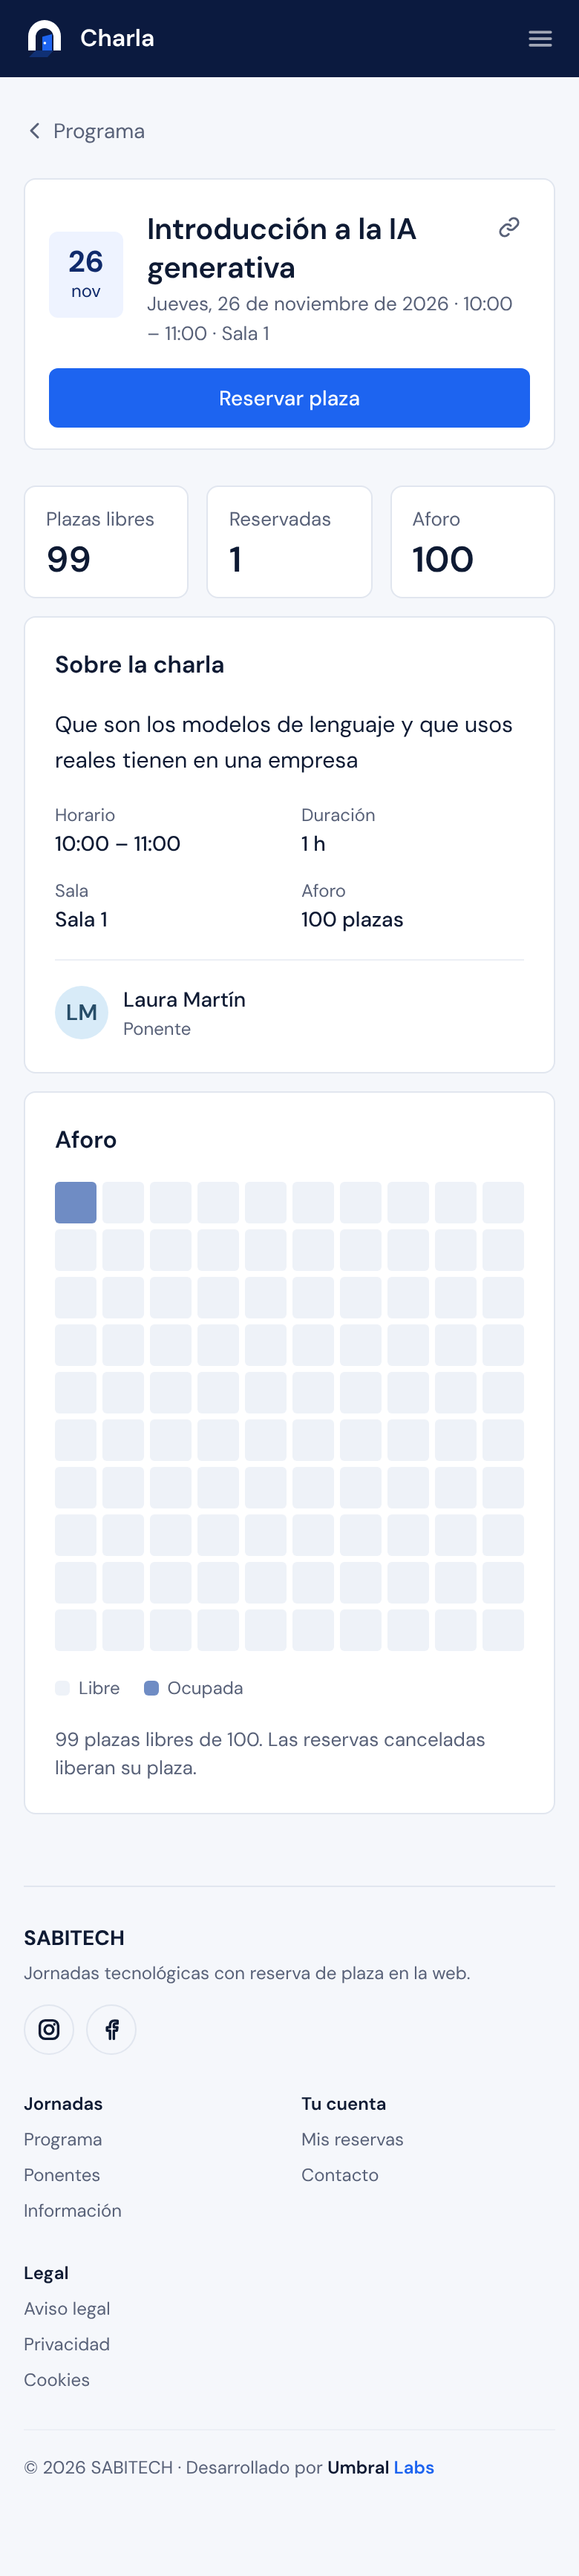 Charla
Programa
26
nov
Introducción a la IA
generativa
Jueves, 26 de noviembre de 2026 · 10:00
– 11:00 · Sala 1
Reservar plaza
Plazas libres
99
Reservadas
1
Aforo
100
Sobre la charla
Que son los modelos de lenguaje y que usos
reales tienen en una empresa
Horario
10:00 – 11:00
Duración
1 h
Sala
Sala 1
Aforo
100 plazas
LM
Laura Martín
Ponente
Aforo
Libre
Ocupada
99 plazas libres de 100. Las reservas canceladas
liberan su plaza.
SABITECH
Jornadas tecnológicas con reserva de plaza en la web.
Jornadas
Programa
Ponentes
Información
Tu cuenta
Mis reservas
Contacto
Legal
Aviso legal
Privacidad
Cookies
© 2026 SABITECH · Desarrollado por Umbral Labs